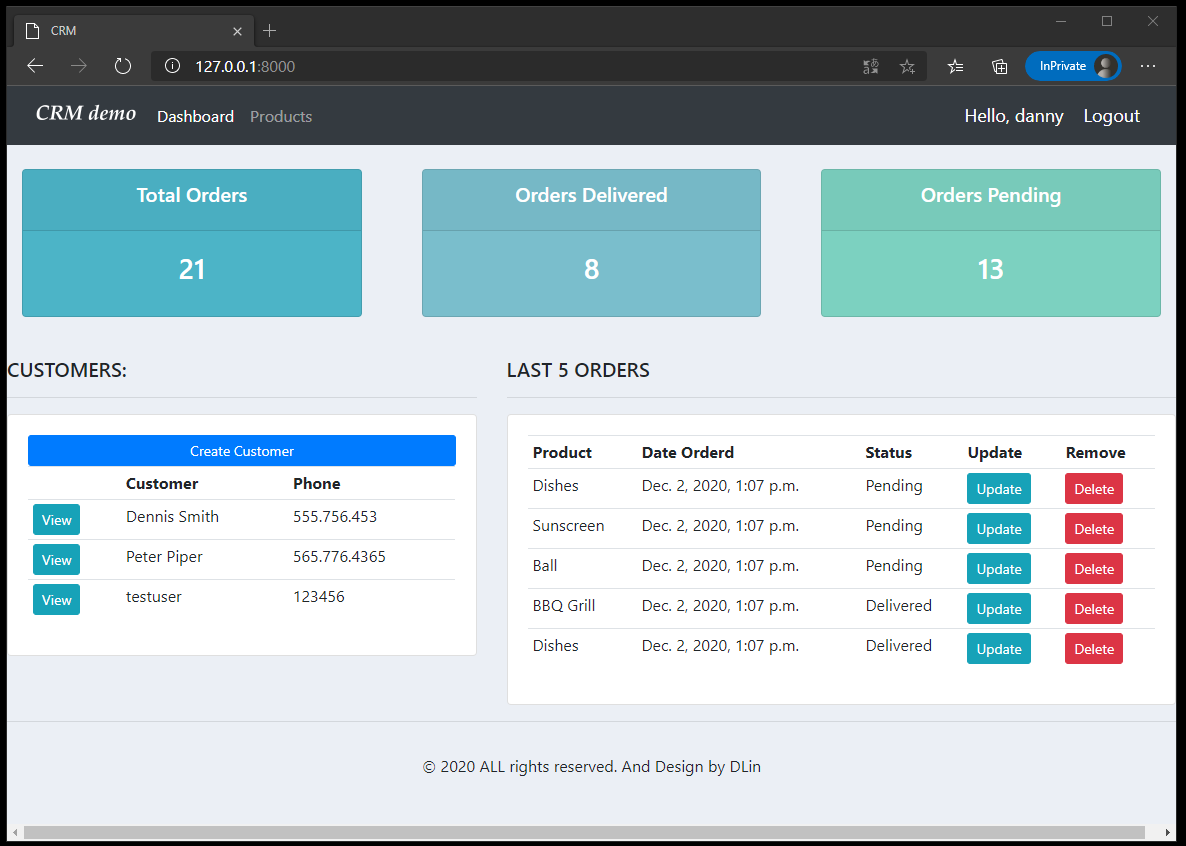 CRM
127.0.0.1:8000
InPrivate
CRM demo Dashboard Products Hello, danny Logout
Total Orders Orders Delivered Orders Pending
21 8 13
CUSTOMERS:
Create Customer
Customer Phone
View Dennis Smith 555.756.453
View Peter Piper 565.776.4365
View testuser 123456
LAST 5 ORDERS
Product Date Orderd Status Update Remove
Dishes Dec. 2, 2020, 1:07 p.m. Pending Update Delete
Sunscreen Dec. 2, 2020, 1:07 p.m. Pending Update Delete
Ball Dec. 2, 2020, 1:07 p.m. Pending Update Delete
BBQ Grill Dec. 2, 2020, 1:07 p.m. Delivered Update Delete
Dishes Dec. 2, 2020, 1:07 p.m. Delivered Update Delete
© 2020 ALL rights reserved. And Design by DLin